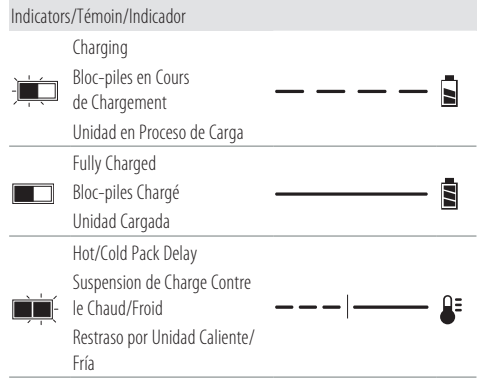 Indicators/Témoin/Indicador
Charging
Bloc-piles en Cours
de Chargement
Unidad en Proceso de Carga
Fully Charged
Bloc-piles Chargé
Unidad Cargada
Hot/Cold Pack Delay
Suspension de Charge Contre
le Chaud/Froid
Restraso por Unidad Caliente/
Fría